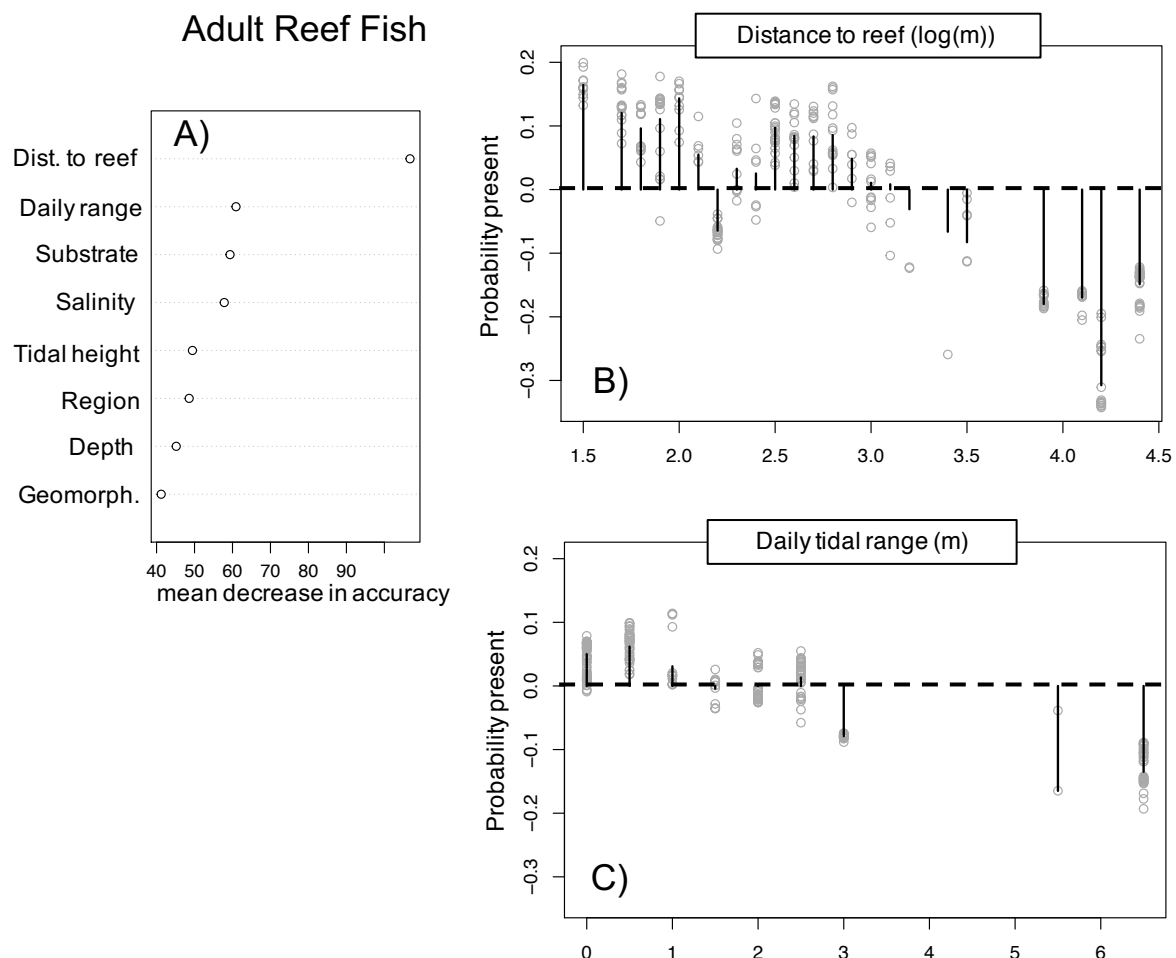 Adult Reef Fish
A)
Dist. to reef
Daily range
Substrate
Salinity
Tidal height
Region
Depth
Geomorph.
40 50 60 70 80 90
mean decrease in accuracy
Distance to reef (log(m))
Probability present
0.2
0.1
0.0
−0.1
−0.2
−0.3
B)
1.5 2.0 2.5 3.0 3.5 4.0 4.5
Daily tidal range (m)
Probability present
0.2
0.1
0.0
−0.1
−0.2
−0.3
C)
0 1 2 3 4 5 6